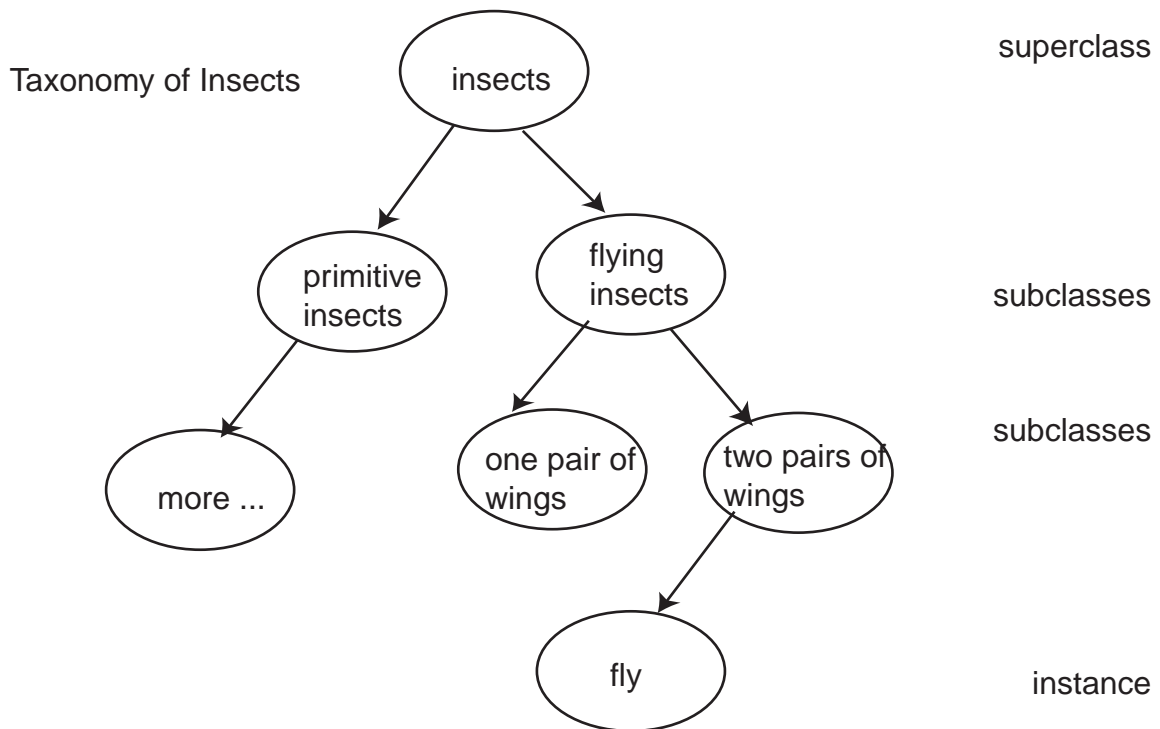 superclass
Taxonomy of Insects
insects
flying
insects
primitive
insects
subclasses
subclasses
one pair of
wings
two pairs of
wings
more ...
fly
instance